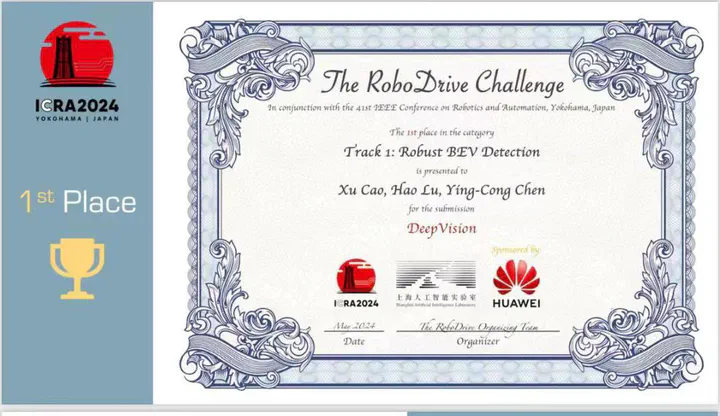 ICRA2024
YOKOHAMA | JAPAN
1st Place
The RoboDrive Challenge
In conjunction with the 41st IEEE Conference on Robotics and Automation, Yokohama, Japan
The 1st place in the category
Track 1: Robust BEV Detection
is presented to
Xu Cao, Hao Lu, Ying-Cong Chen
for the submission
DeepVision
Sponsored by:
ICRA2024
上海人工智能实验室
Shanghai Artificial Intelligence Laboratory
HUAWEI
May 2024
The RoboDrive Organizing Team
Date
Organizer